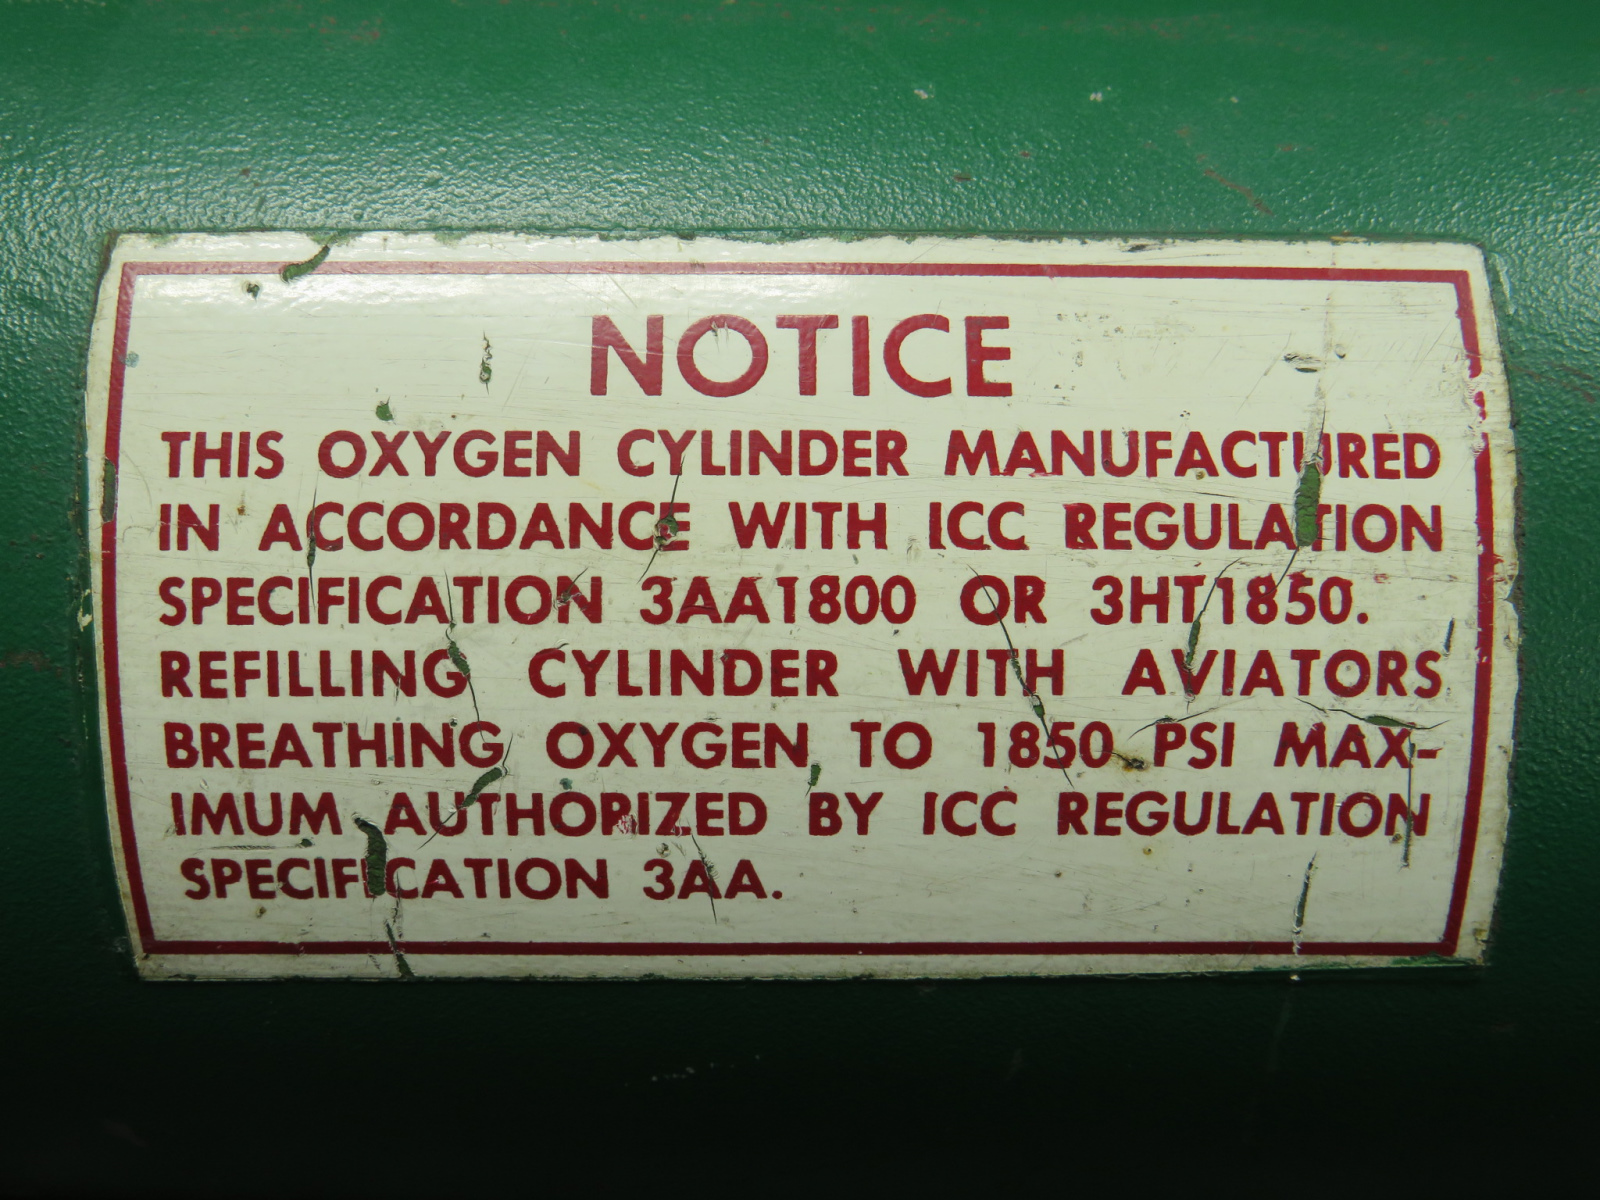 NOTICE
THIS OXYGEN CYLINDER MANUFACTURED
IN ACCORDANCE WITH ICC REGULATION
SPECIFICATION 3AA1800 OR 3HT1850.
REFILLING CYLINDER WITH AVIATORS
BREATHING OXYGEN TO 1850 PSI MAX-
IMUM AUTHORIZED BY ICC REGULATION
SPECIFICATION 3AA.